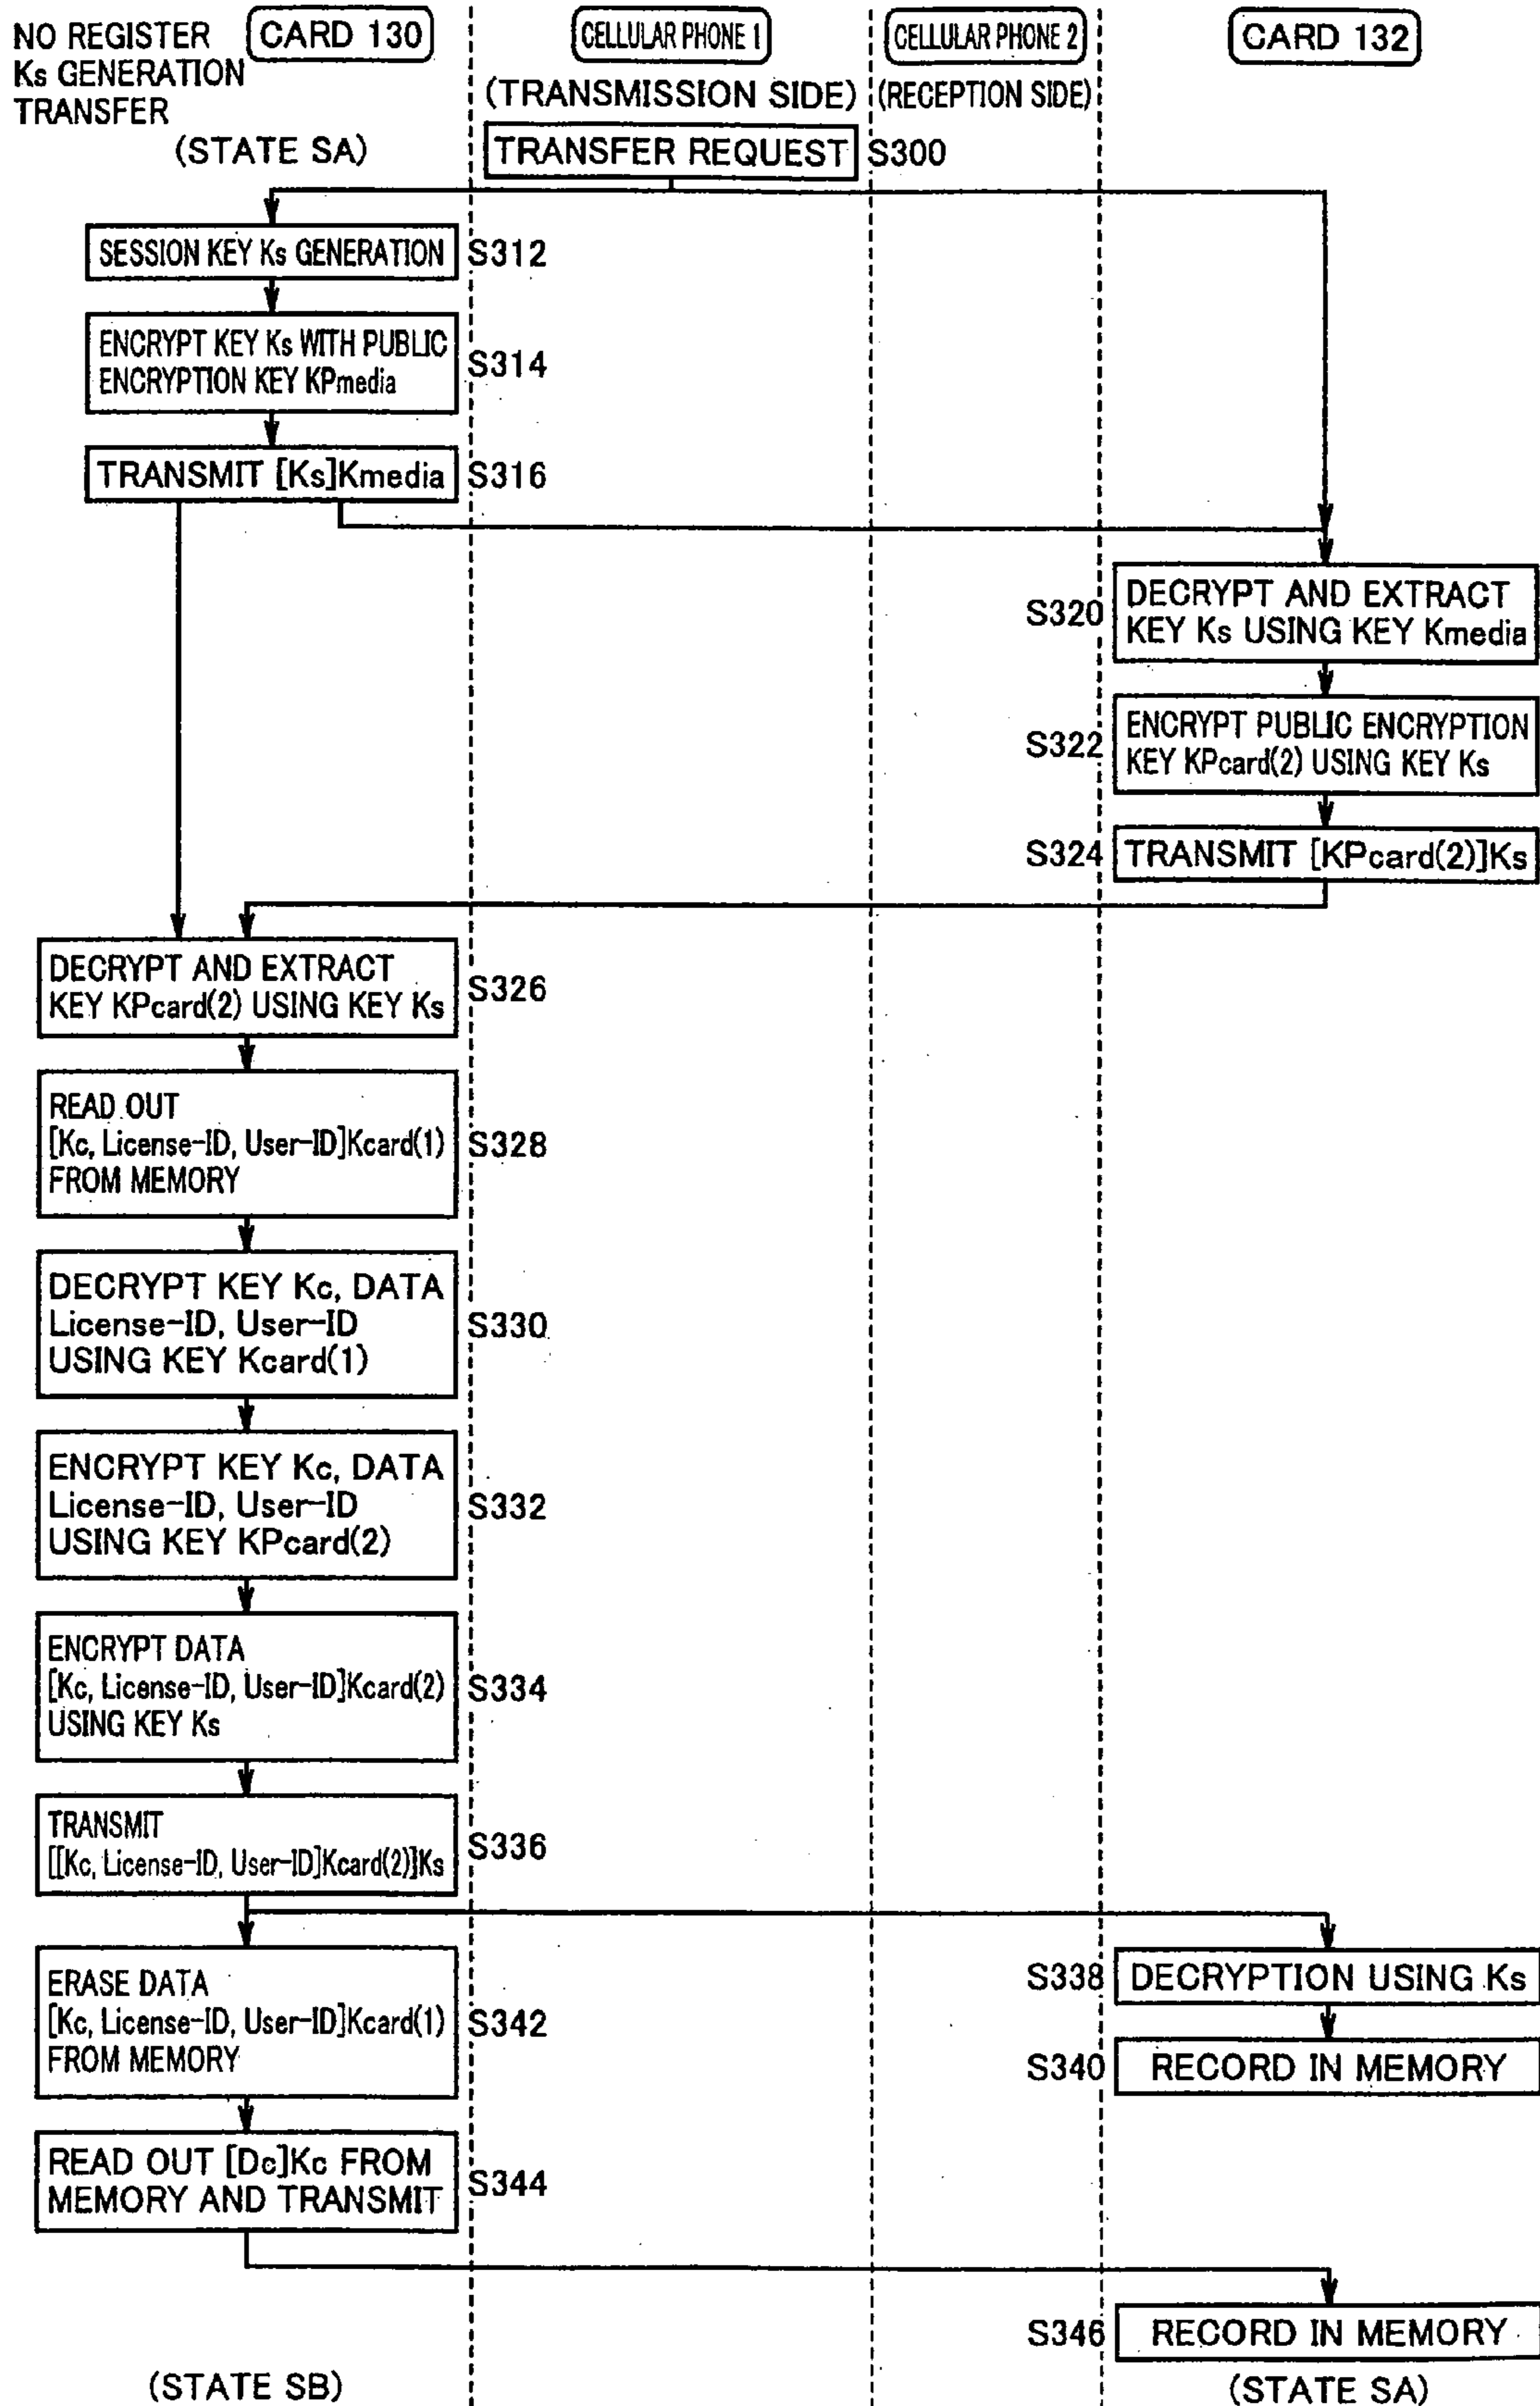 NO REGISTER
Ks GENERATION
TRANSFER
CARD 130
CELLULAR PHONE 1
CELLULAR PHONE 2
CARD 132
(TRANSMISSION SIDE)
(RECEPTION SIDE)
(STATE SA)
TRANSFER REQUEST
S300
SESSION KEY Ks GENERATION
S312
ENCRYPT KEY Ks WITH PUBLIC
ENCRYPTION KEY KPmedia
S314
TRANSMIT [Ks]Kmedia
S316
S320
DECRYPT AND EXTRACT
KEY Ks USING KEY Kmedia
S322
ENCRYPT PUBLIC ENCRYPTION
KEY KPcard(2) USING KEY Ks
S324
TRANSMIT [KPcard(2)]Ks
DECRYPT AND EXTRACT
KEY KPcard(2) USING KEY Ks
S326
READ OUT
[Kc, License-ID, User-ID]Kcard(1)
FROM MEMORY
S328
DECRYPT KEY Kc, DATA
License-ID, User-ID
USING KEY Kcard(1)
S330
ENCRYPT KEY Kc, DATA
License-ID, User-ID
USING KEY KPcard(2)
S332
ENCRYPT DATA
[Kc, License-ID, User-ID]Kcard(2)
USING KEY Ks
S334
TRANSMIT
[[Kc, License-ID, User-ID]Kcard(2)]Ks
S336
S338
DECRYPTION USING Ks
ERASE DATA
[Kc, License-ID, User-ID]Kcard(1)
FROM MEMORY
S342
S340
RECORD IN MEMORY
READ OUT [Dc]Kc FROM
MEMORY AND TRANSMIT
S344
S346
RECORD IN MEMORY
(STATE SB)
(STATE SA)